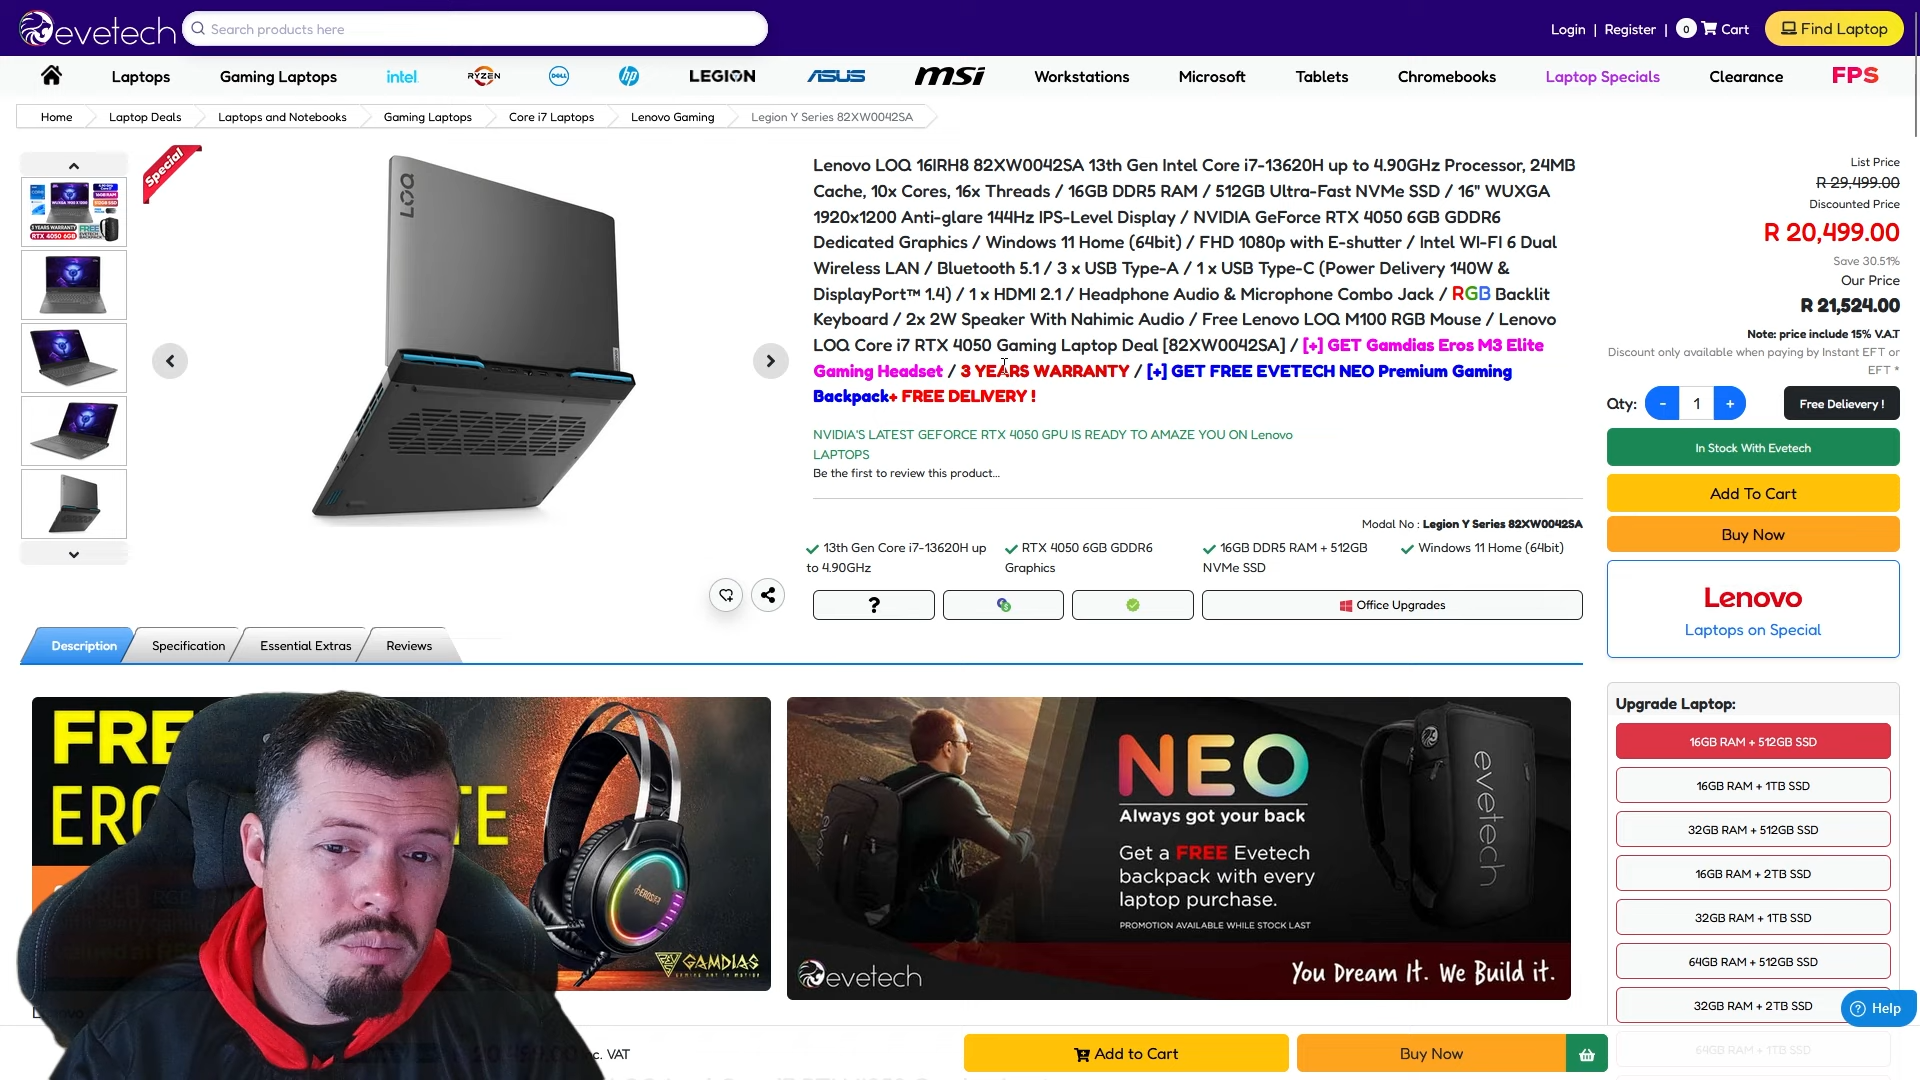 evetech
Search products here
Login | Register | 0 Cart
Find Laptop
Laptops
Gaming Laptops
intel
RYZEN
DELL
hp
LEGION
ASUS
msi
Workstations
Microsoft
Tablets
Chromebooks
Laptop Specials
Clearance
FPS
Home
Laptop Deals
Laptops and Notebooks
Gaming Laptops
Core i7 Laptops
Lenovo Gaming
Legion Y Series 82XW0042SA
Special
LOQ
Lenovo LOQ 16IRH8 82XW0042SA 13th Gen Intel Core i7-13620H up to 4.90GHz Processor, 24MB
Cache, 10x Cores, 16x Threads / 16GB DDR5 RAM / 512GB Ultra-Fast NVMe SSD / 16" WUXGA
1920x1200 Anti-glare 144Hz IPS-Level Display / NVIDIA GeForce RTX 4050 6GB GDDR6
Dedicated Graphics / Windows 11 Home (64bit) / FHD 1080p with E-shutter / Intel WI-FI 6 Dual
Wireless LAN / Bluetooth 5.1 / 3 x USB Type-A / 1 x USB Type-C (Power Delivery 140W &
DisplayPort™ 1.4) / 1 x HDMI 2.1 / Headphone Audio & Microphone Combo Jack / RGB Backlit
Keyboard / 2x 2W Speaker With Nahimic Audio / Free Lenovo LOQ M100 RGB Mouse / Lenovo
LOQ Core i7 RTX 4050 Gaming Laptop Deal [82XW0042SA] / [+] GET Gamdias Eros M3 Elite
Gaming Headset / 3 YEARS WARRANTY / [+] GET FREE EVETECH NEO Premium Gaming
Backpack+ FREE DELIVERY !
NVIDIA'S LATEST GEFORCE RTX 4050 GPU IS READY TO AMAZE YOU ON Lenovo
LAPTOPS
Be the first to review this product...
Modal No : Legion Y Series 82XW0042SA
13th Gen Core i7-13620H up
to 4.90GHz
RTX 4050 6GB GDDR6
Graphics
16GB DDR5 RAM + 512GB
NVMe SSD
Windows 11 Home (64bit)
?
Office Upgrades
List Price
R 29,499.00
Discounted Price
R 20,499.00
Save 30.51%
Our Price
R 21,524.00
Note: price include 15% V.A.T
Discount only available when paying by Instant EFT or
EFT *
Qty: - 1 +
Free Delievery !
In Stock With Evetech
Add To Cart
Buy Now
Lenovo
Laptops on Special
Description
Specification
Essential Extras
Reviews
FRE
ERO
TE
GAMDIAS
NEO
Always got your back
Get a FREE Evetech
backpack with every
laptop purchase.
PROMOTION AVAILABLE WHILE STOCK LAST
evetech
evetech
You Dream It. We Build it.
Upgrade Laptop:
16GB RAM + 512GB SSD
16GB RAM + 1TB SSD
32GB RAM + 512GB SSD
16GB RAM + 2TB SSD
32GB RAM + 1TB SSD
64GB RAM + 512GB SSD
32GB RAM + 2TB SSD
64GB RAM + 1TB SSD
Help
VAT
Add to Cart
Buy Now